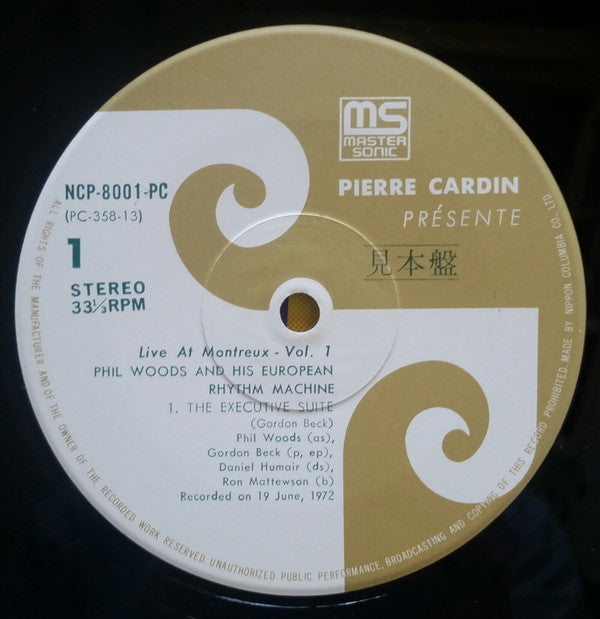 MS
MASTER
SONIC
PIERRE CARDIN
PRÉSENTE
見本盤
NCP-8001-PC
(PC-358-13)
1
STEREO
33⅓RPM
Live At Montreux - Vol. 1
PHIL WOODS AND HIS EUROPEAN
RHYTHM MACHINE
1. THE EXECUTIVE SUITE
(Gordon Beck)
Phil Woods (as),
Gordon Beck (p, ep),
Daniel Humair (ds),
Ron Mattewson (b)
Recorded on 19 June, 1972
ALL RIGHTS OF THE MANUFACTURER AND OF THE OWNER OF THE RECORDED WORK RESERVED. UNAUTHORIZED PUBLIC PERFORMANCE, BROADCASTING AND COPYING OF THIS RECORD PROHIBITED. MADE BY NIPPON COLUMBIA CO., LTD.